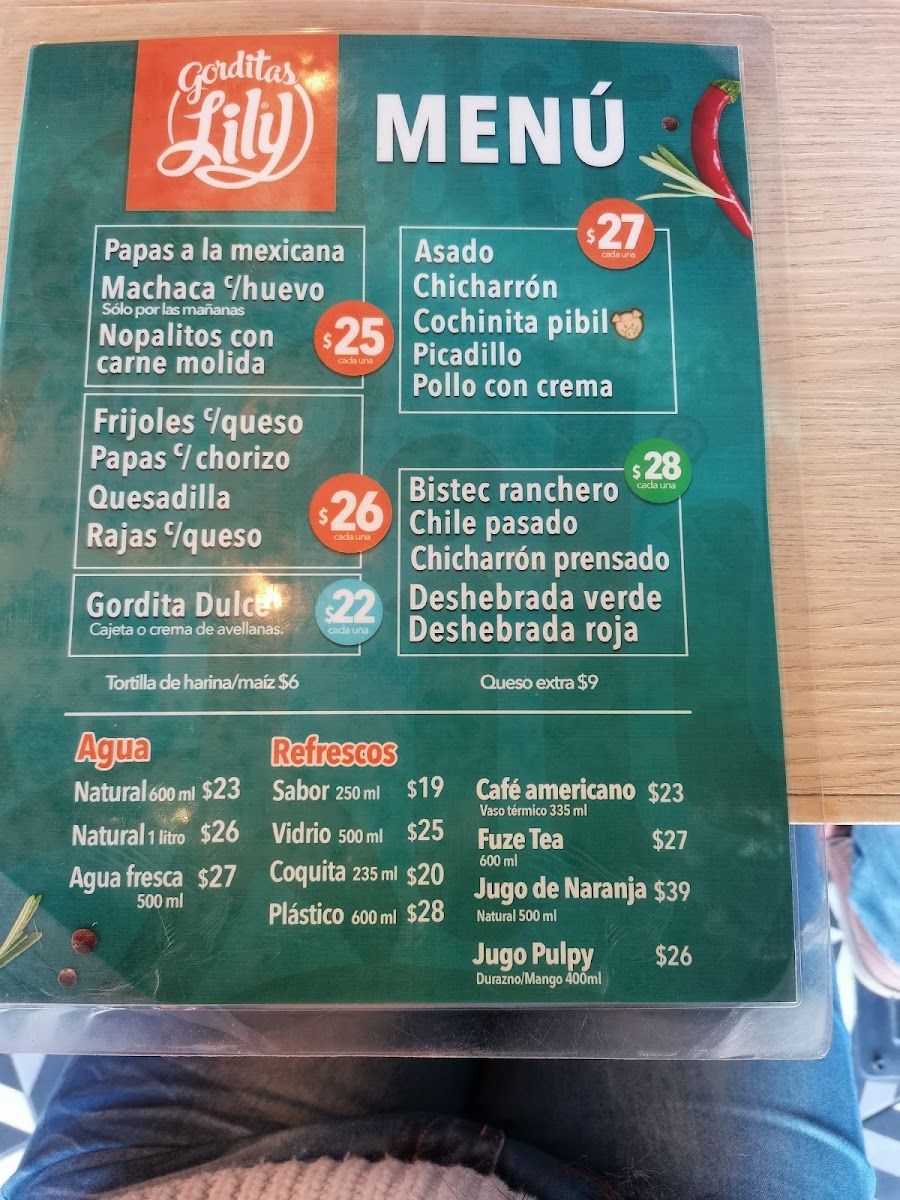 Gorditas
Lily
MENÚ
Papas a la mexicana
Machaca c/huevo
Sólo por las mañanas
Nopalitos con
carne molida
$25
cada una
Frijoles c/queso
Papas c/chorizo
Quesadilla
Rajas c/queso
$26
cada una
Gordita Dulce
Cajeta o crema de avellanas.
$22
cada una
$27
cada una
Asado
Chicharrón
Cochinita pibil
Picadillo
Pollo con crema
$28
cada una
Bistec ranchero
Chile pasado
Chicharrón prensado
Deshebrada verde
Deshebrada roja
Tortilla de harina/maíz $6
Queso extra $9
Agua
Natural 600 ml $23
Natural 1 litro $26
Agua fresca $27
500 ml
Refrescos
Sabor 250 ml $19
Vidrio 500 ml $25
Coquita 235 ml $20
Plástico 600 ml $28
Café americano $23
Vaso térmico 335 ml
Fuze Tea $27
600 ml
Jugo de Naranja $39
Natural 500 ml
Jugo Pulpy $26
Durazno/Mango 400ml